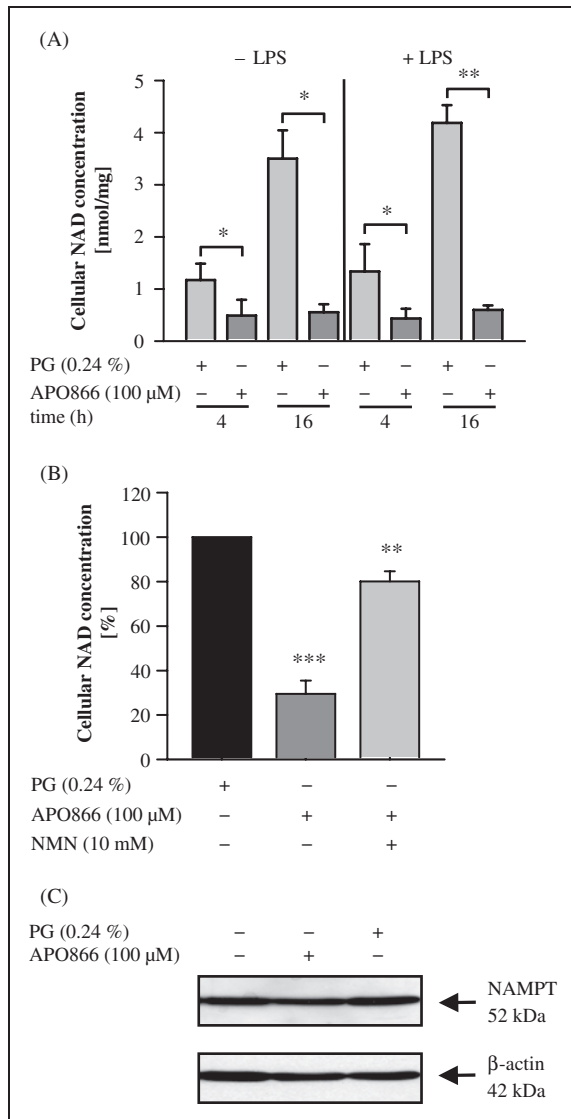 (A)
– LPS
+ LPS
Cellular NAD concentration
[nmol/mg]
5
4
3
2
1
0
*
*
*
**
PG (0.24 %)
+ – + – + – + –
APO866 (100 µM)
– + – + – + – +
time (h)
4 16 4 16
(B)
Cellular NAD concentration
[%]
120
100
80
60
40
20
0
***
**
PG (0.24 %)
+ – –
APO866 (100 µM)
– + +
NMN (10 mM)
– – +
(C)
PG (0.24 %)
– – +
APO866 (100 µM)
– + –
NAMPT
52 kDa
β-actin
42 kDa